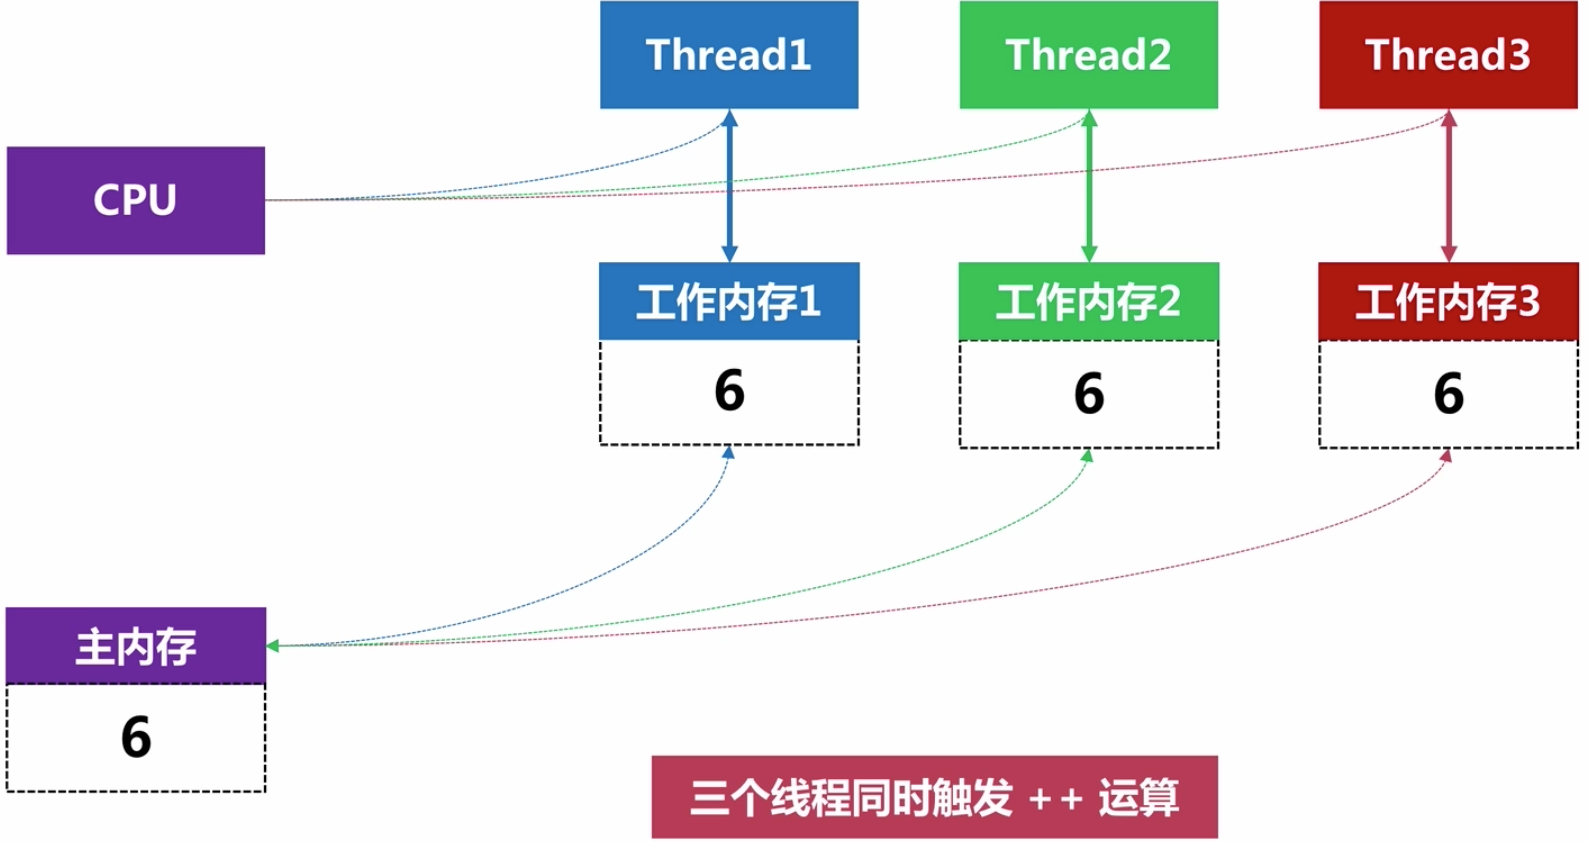 Thread1
Thread2
Thread3
CPU
工作内存1
工作内存2
工作内存3
6
6
6
主内存
6
三个线程同时触发 ++ 运算